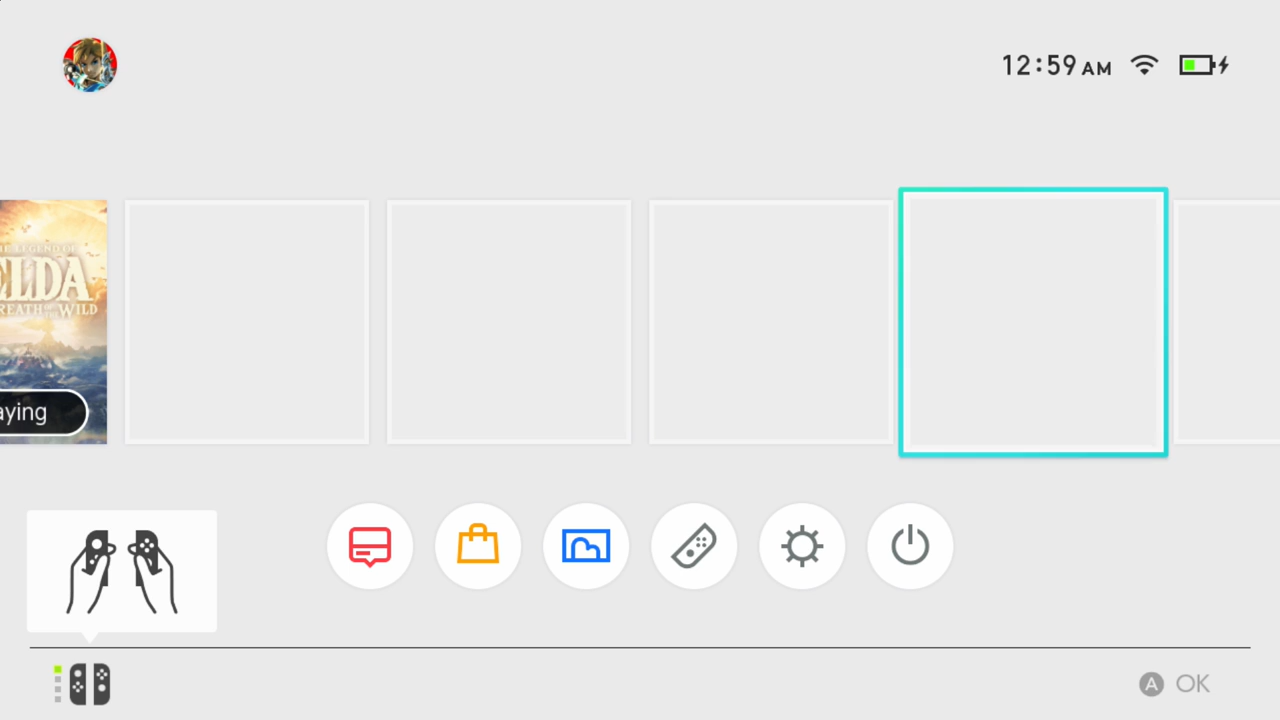 12:59 AM
THE LEGEND OF
ELDA
BREATH OF THE WILD
aying
A OK